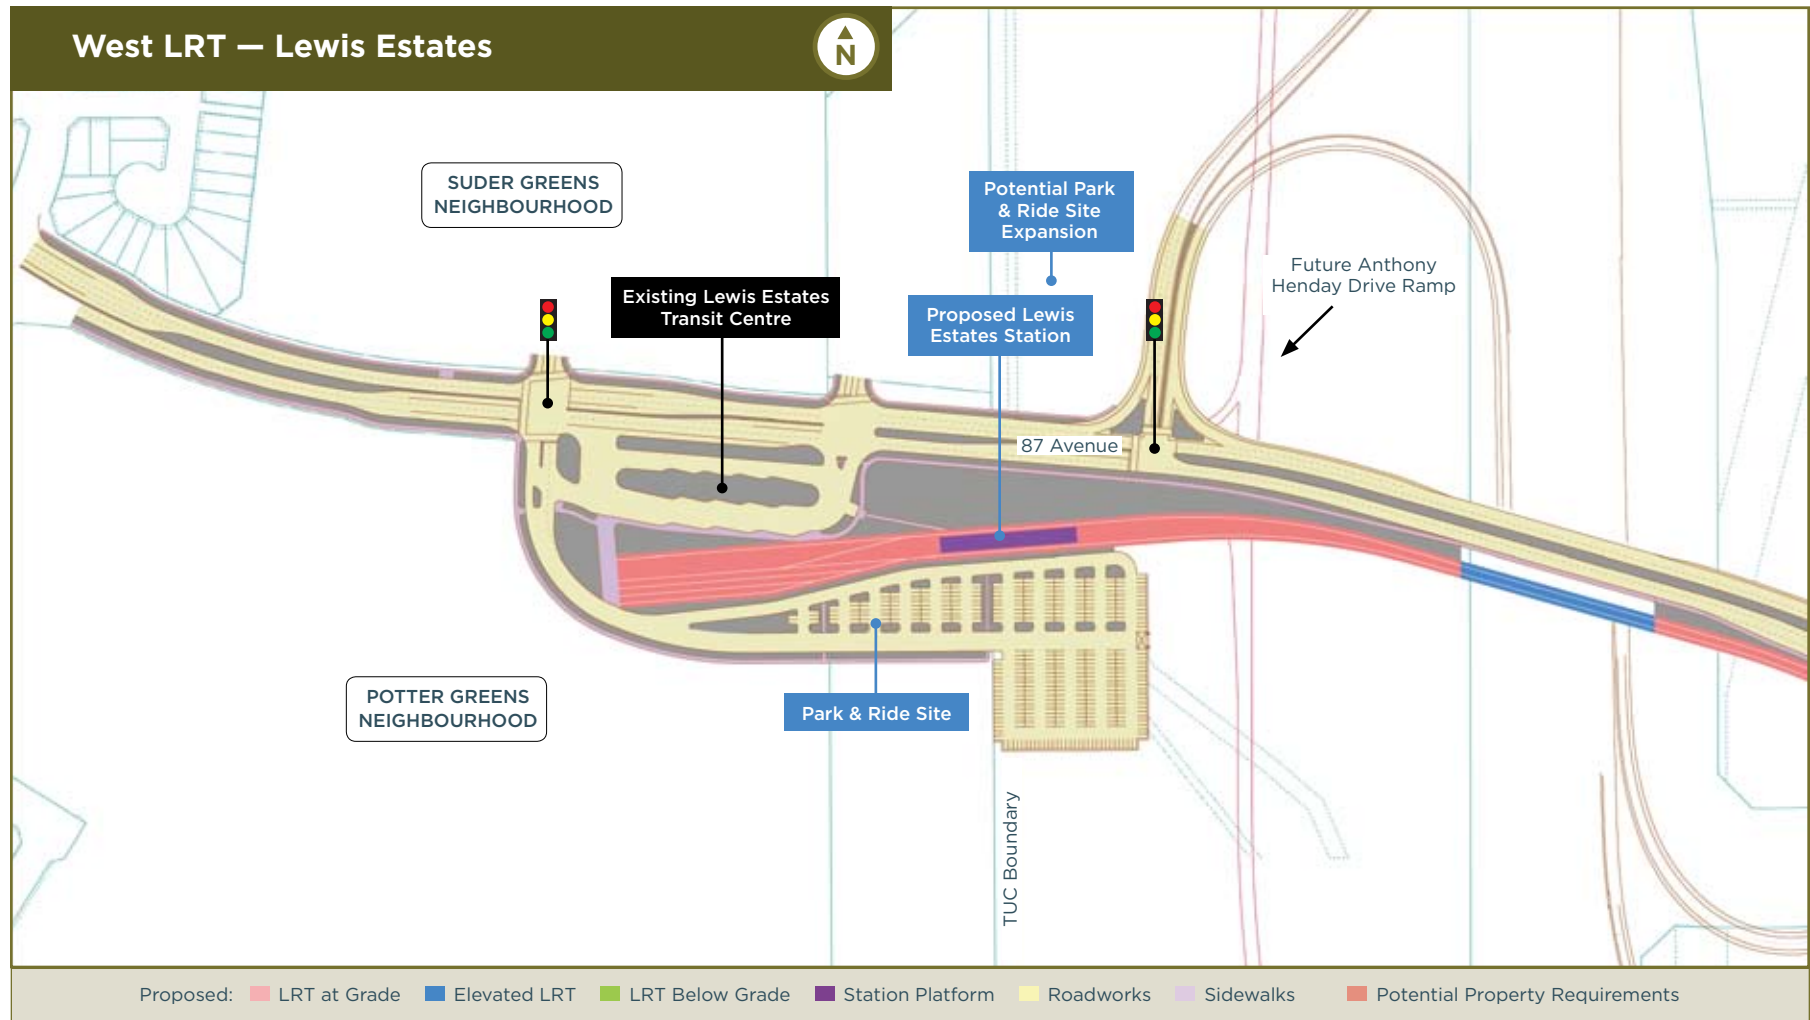 West LRT — Lewis Estates
N
SUDER GREENS
NEIGHBOURHOOD
Potential Park
& Ride Site
Expansion
Future Anthony
Henday Drive Ramp
Existing Lewis Estates
Transit Centre
Proposed Lewis
Estates Station
87 Avenue
POTTER GREENS
NEIGHBOURHOOD
Park & Ride Site
TUC Boundary
Proposed: LRT at Grade Elevated LRT LRT Below Grade Station Platform Roadworks Sidewalks Potential Property Requirements